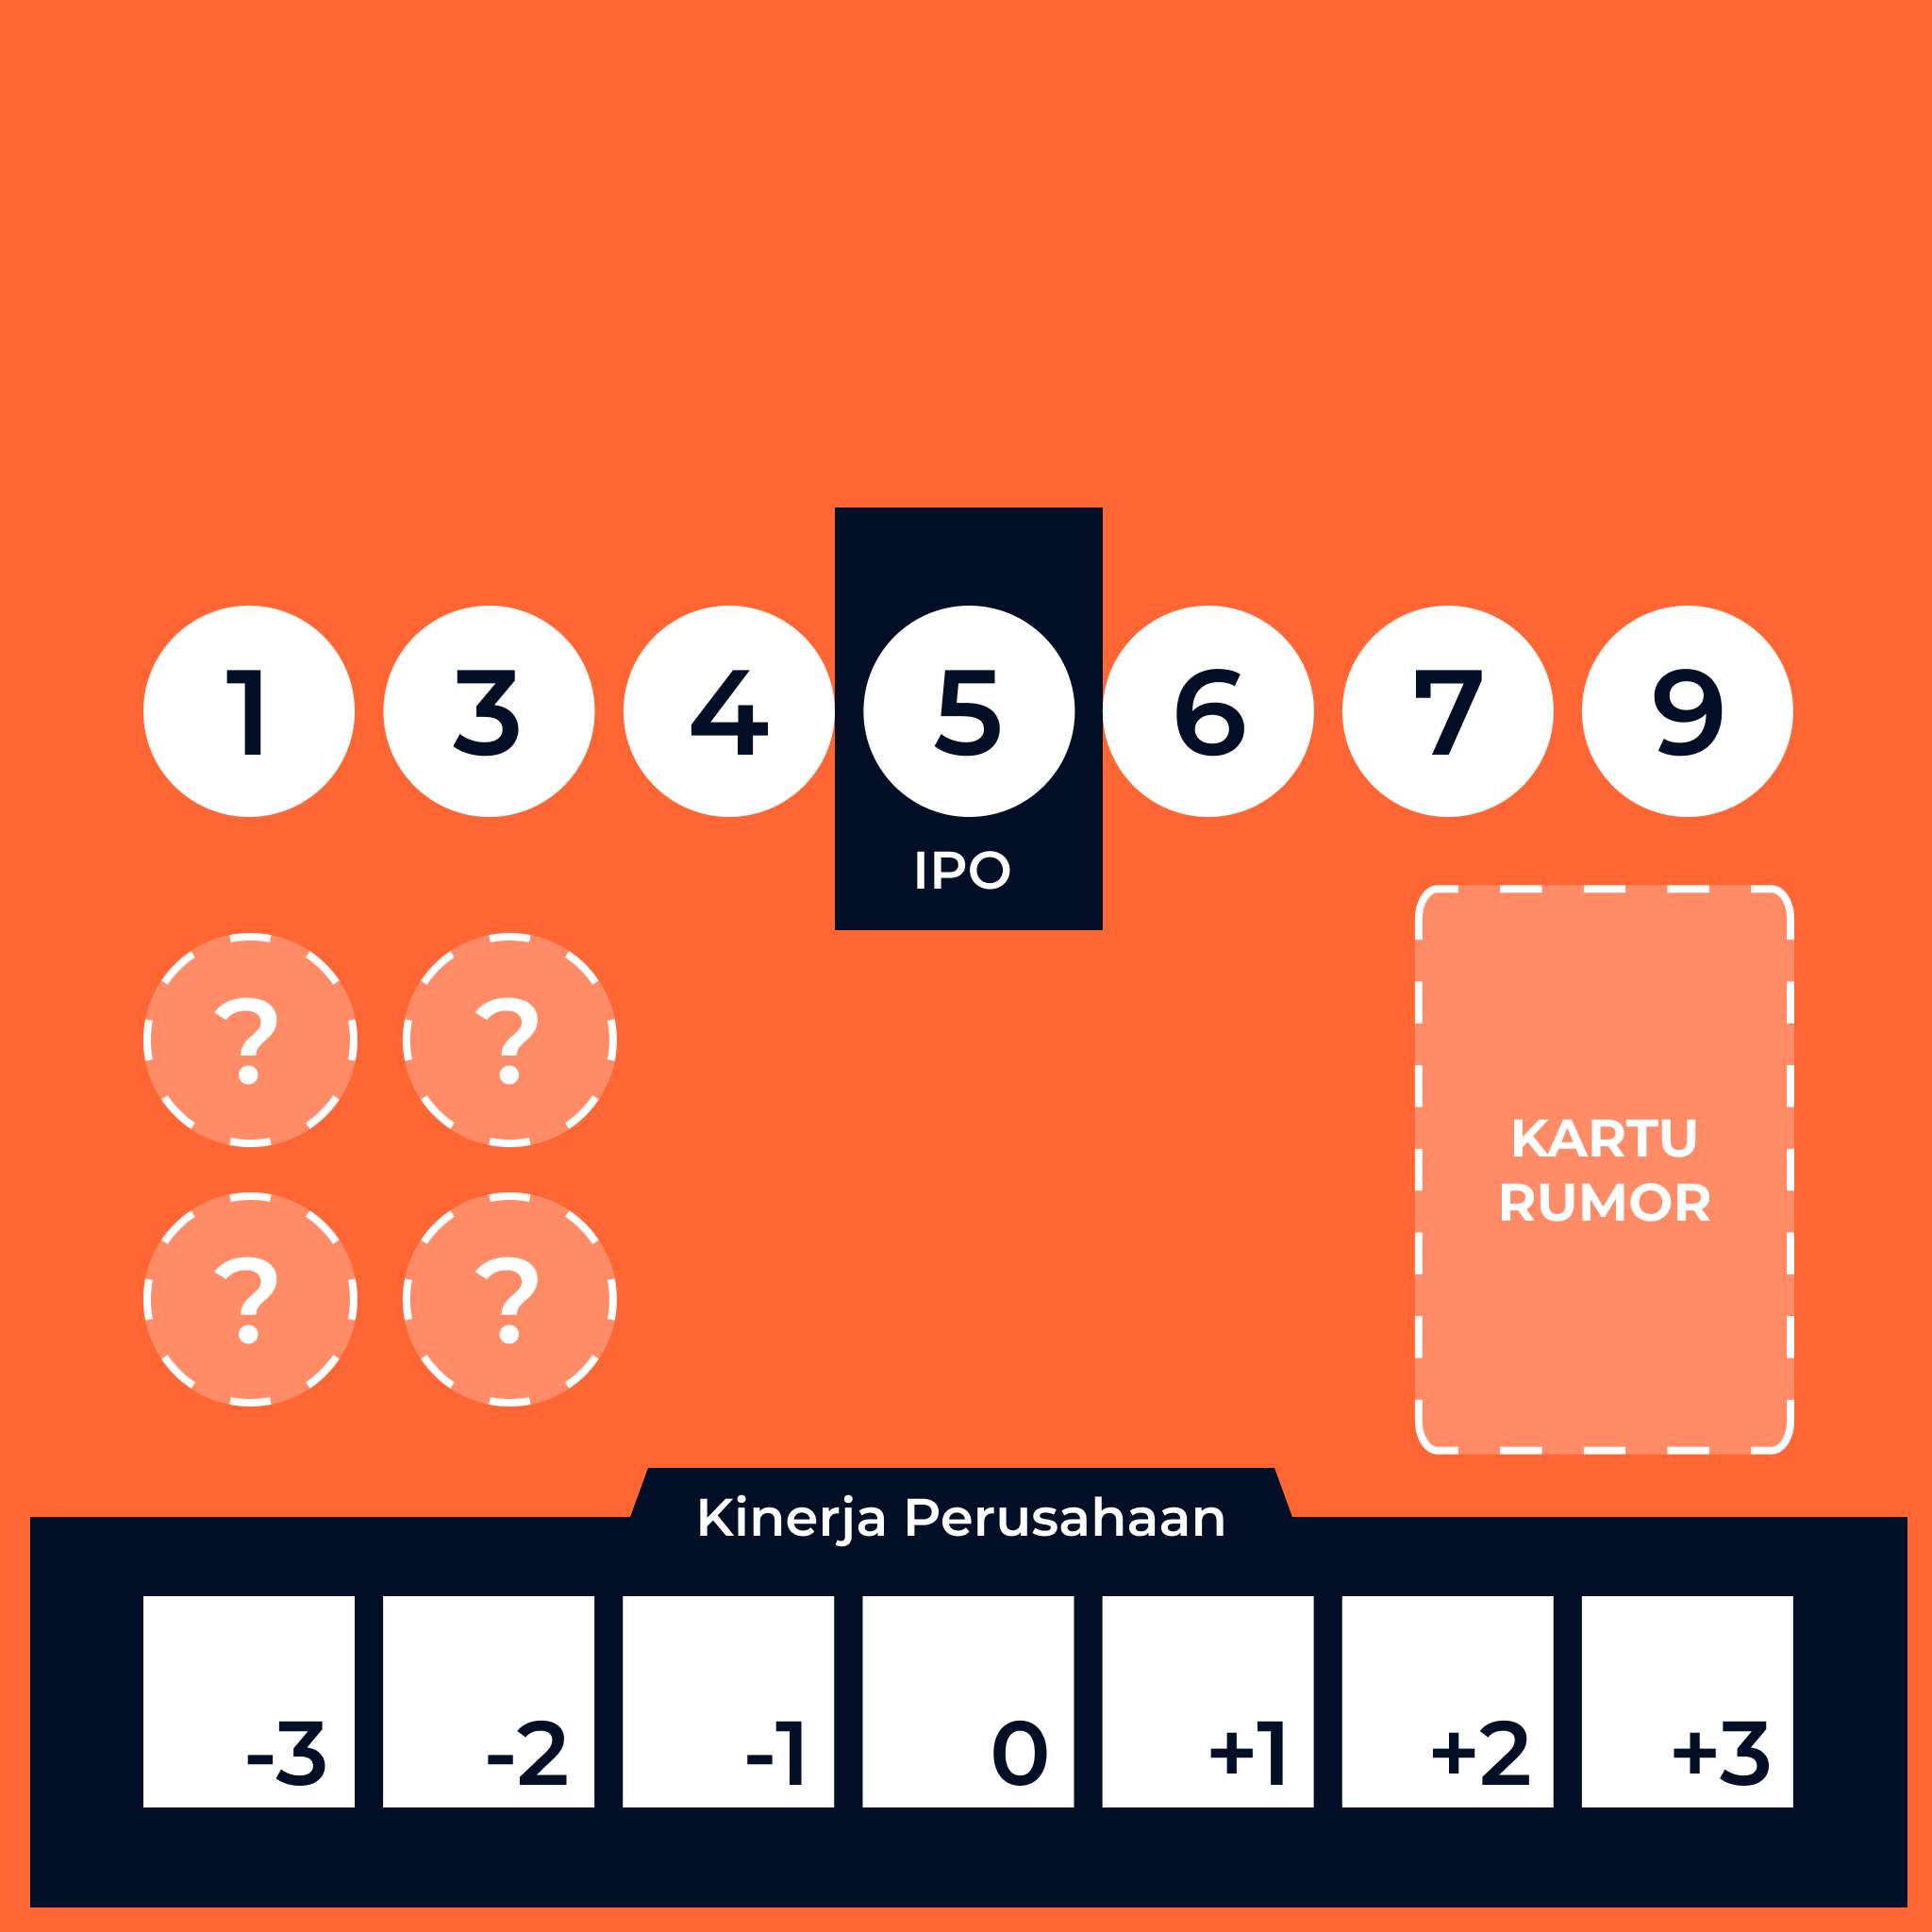 1 3 4 5 6 7 9
IPO
? ?
KARTU
RUMOR
? ?
Kinerja Perusahaan
-3 -2 -1 0 +1 +2 +3